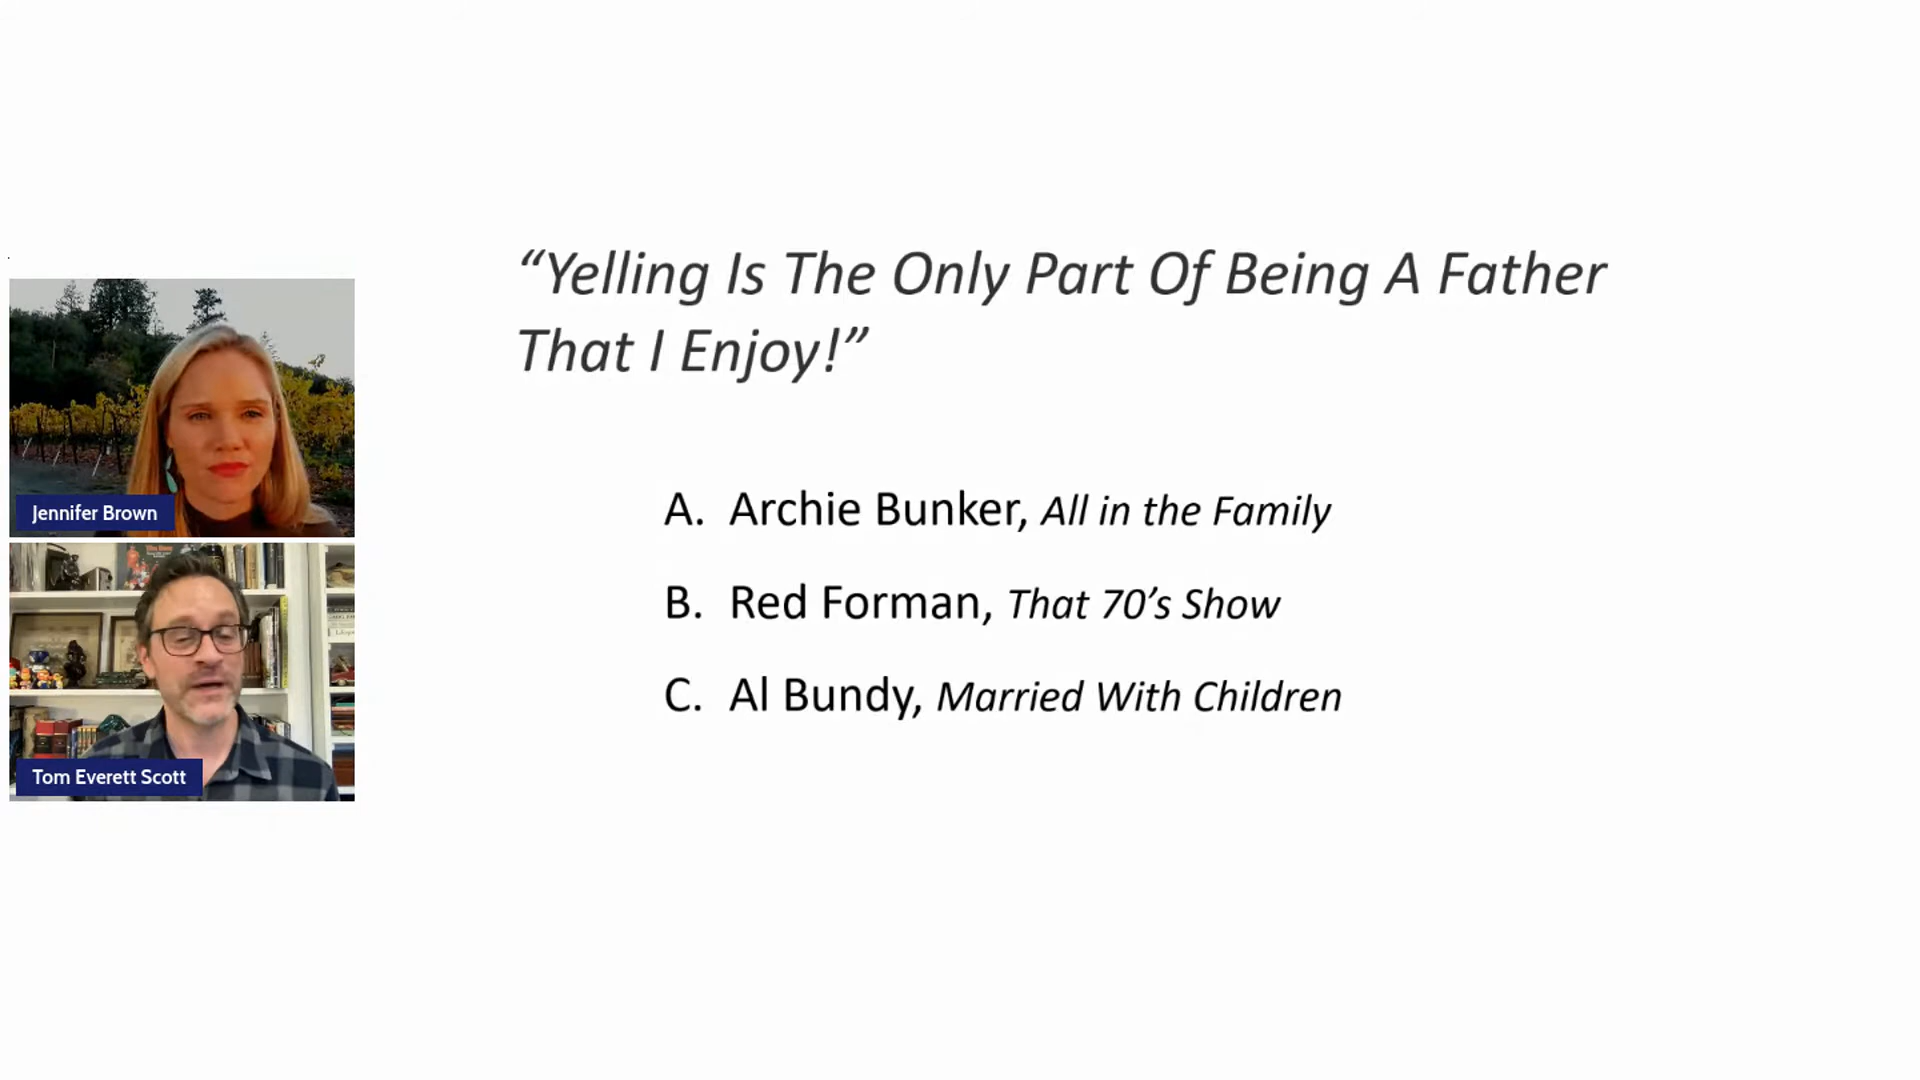 “Yelling Is The Only Part Of Being A Father
That I Enjoy!”
A. Archie Bunker, All in the Family
B. Red Forman, That 70’s Show
C. Al Bundy, Married With Children
Jennifer Brown
Tom Everett Scott